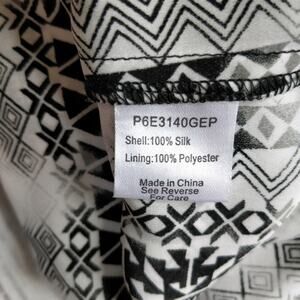 P6E3140GEP
Shell:100% Silk
Lining:100% Polyester
Made in China
See Reverse
For Care